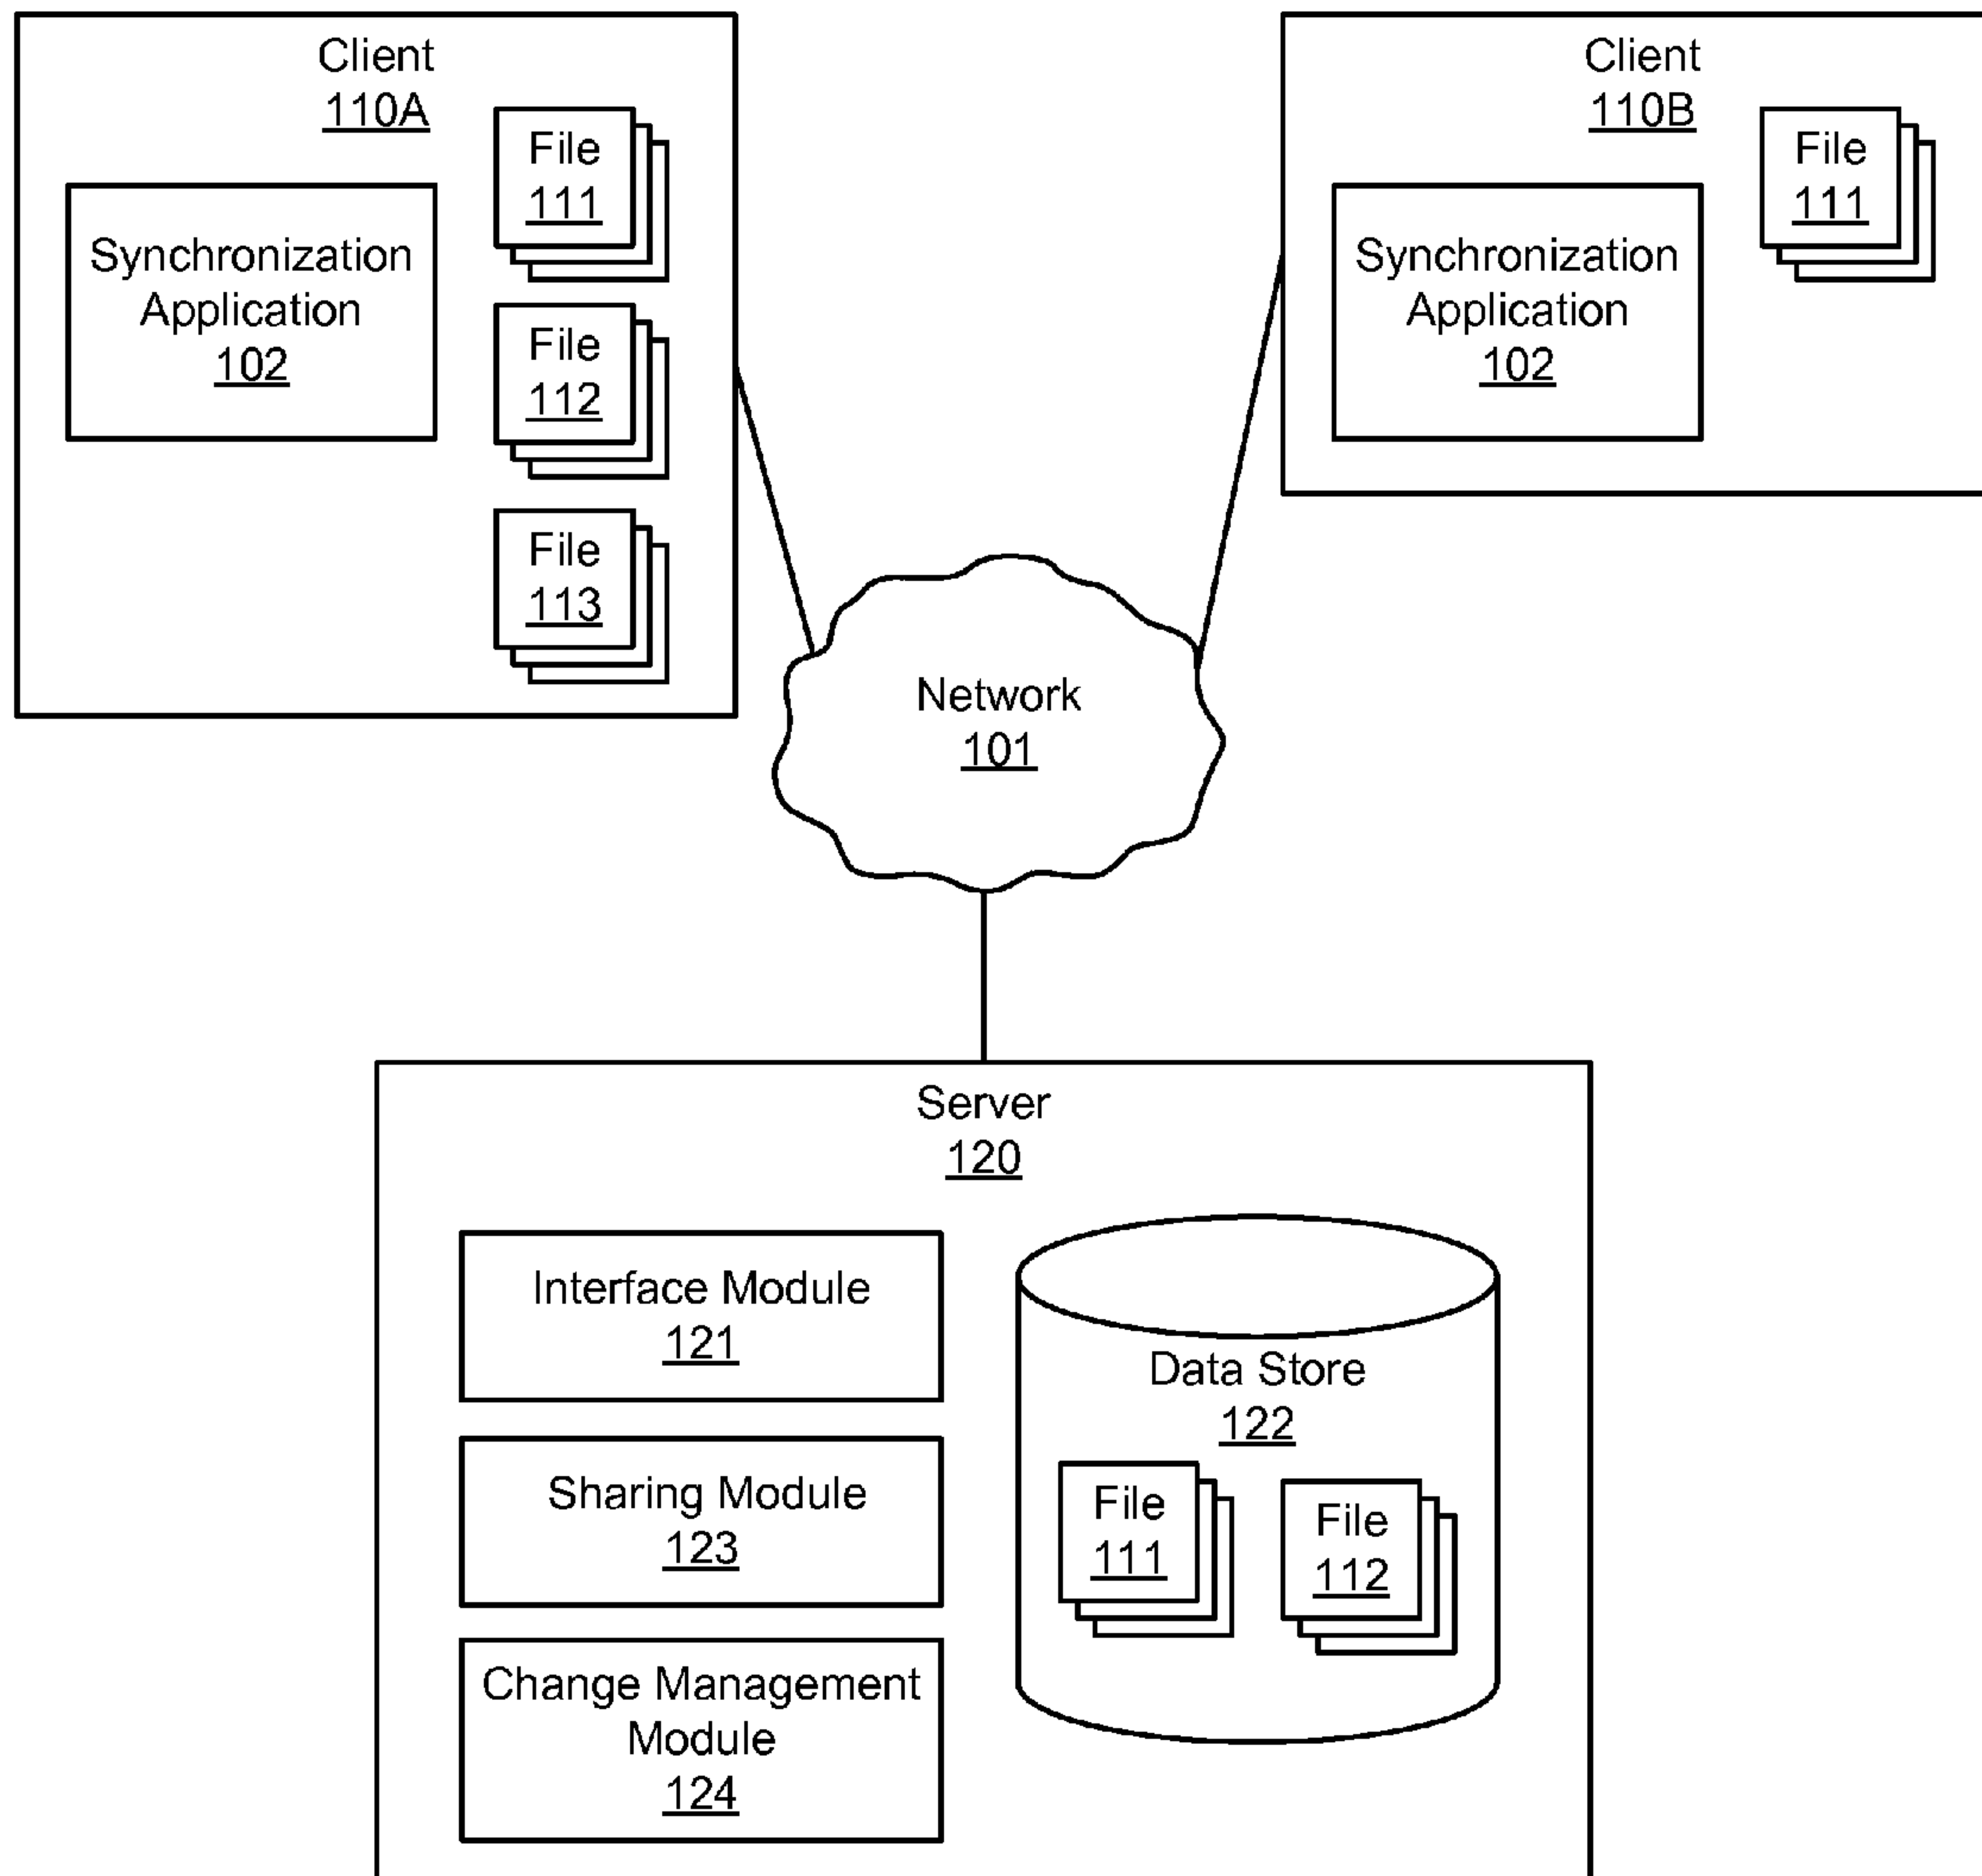 Client
110A
File
111
Synchronization
Application
102
File
112
File
113
Client
110B
File
111
Synchronization
Application
102
Network
101
Server
120
Interface Module
121
Sharing Module
123
Change Management
Module
124
Data Store
122
File
111
File
112